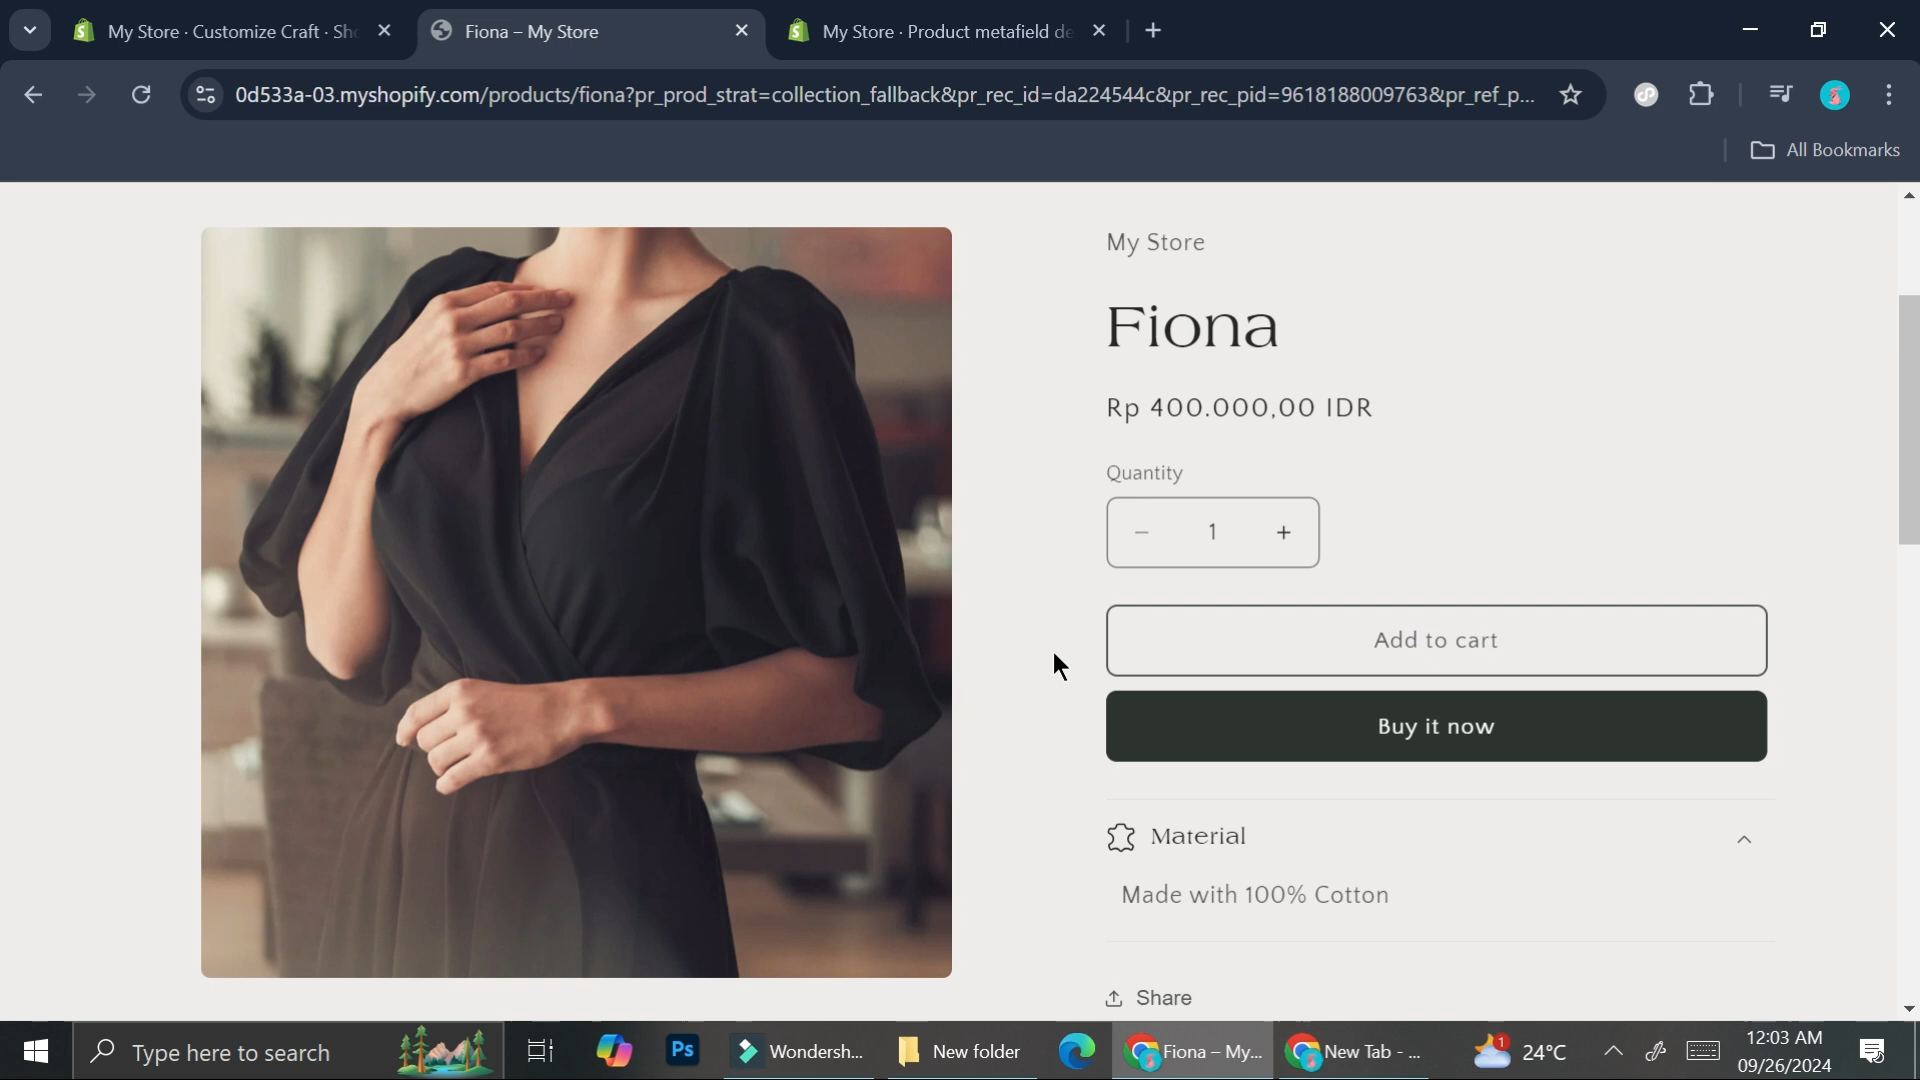 My Store · Customize Craft · Sh
Fiona – My Store
My Store · Product metafield de
0d533a-03.myshopify.com/products/fiona?pr_prod_strat=collection_fallback&pr_rec_id=da224544c&pr_rec_pid=9618188009763&pr_ref_p...
All Bookmarks
My Store
Fiona
Rp 400.000,00 IDR
Quantity
− 1 +
Add to cart
Buy it now
Material
Made with 100% Cotton
Share
Type here to search
Ps
Wondersh...
New folder
Fiona – My...
New Tab - ...
1
24°C
12:03 AM
09/26/2024